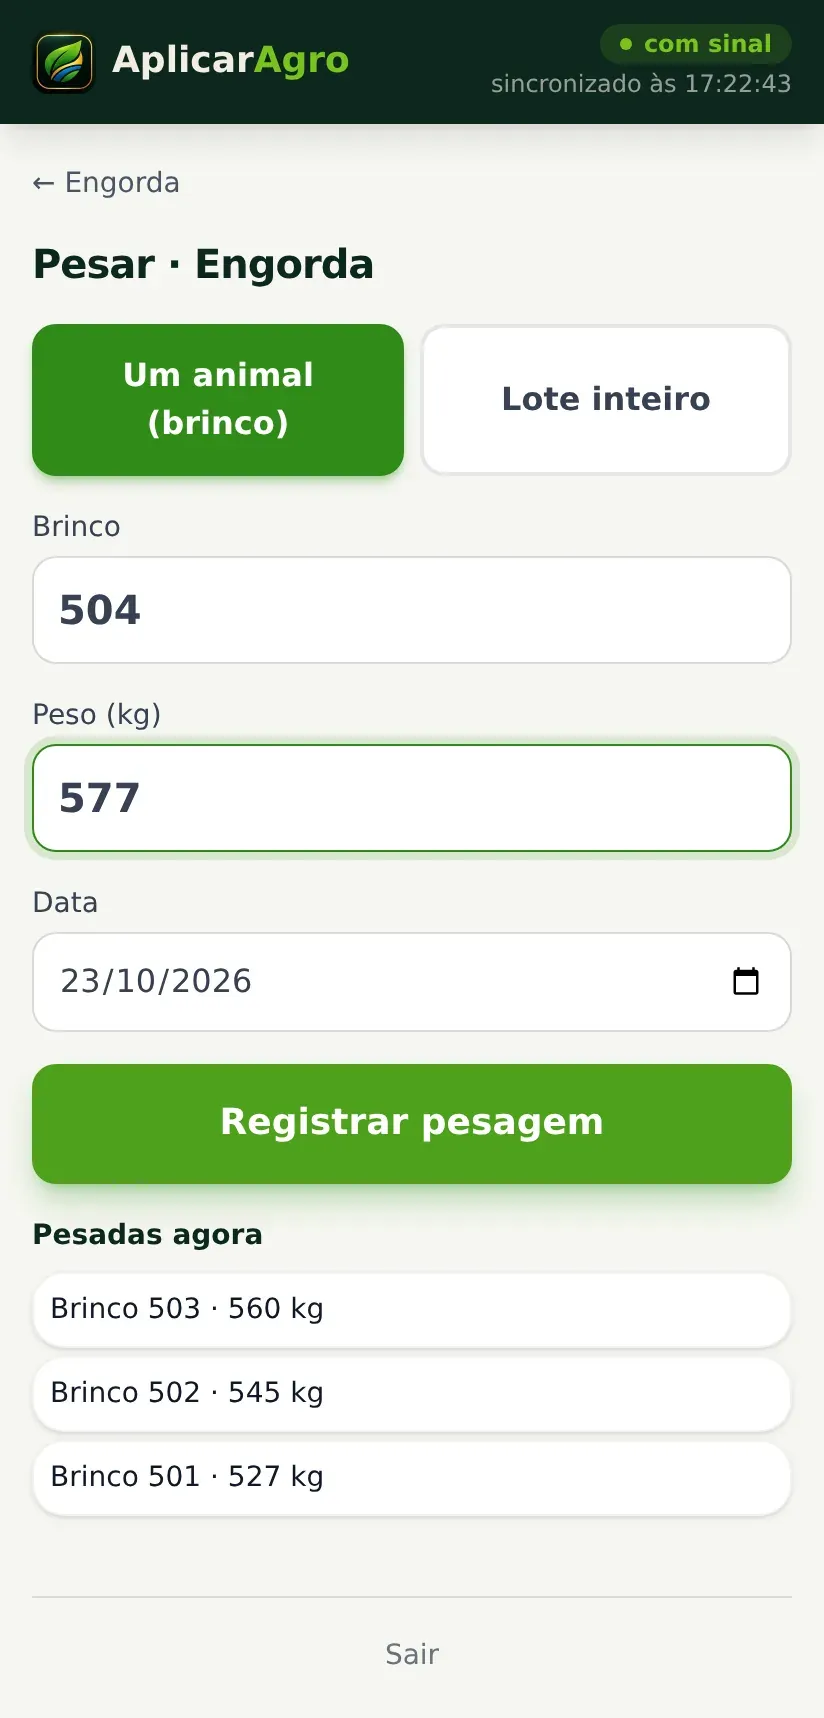 AplicarAgro
com sinal
sincronizado às 17:22:43
← Engorda
Pesar · Engorda
Um animal
(brinco)
Lote inteiro
Brinco
504
Peso (kg)
577
Data
23/10/2026
Registrar pesagem
Pesadas agora
Brinco 503 · 560 kg
Brinco 502 · 545 kg
Brinco 501 · 527 kg
Sair